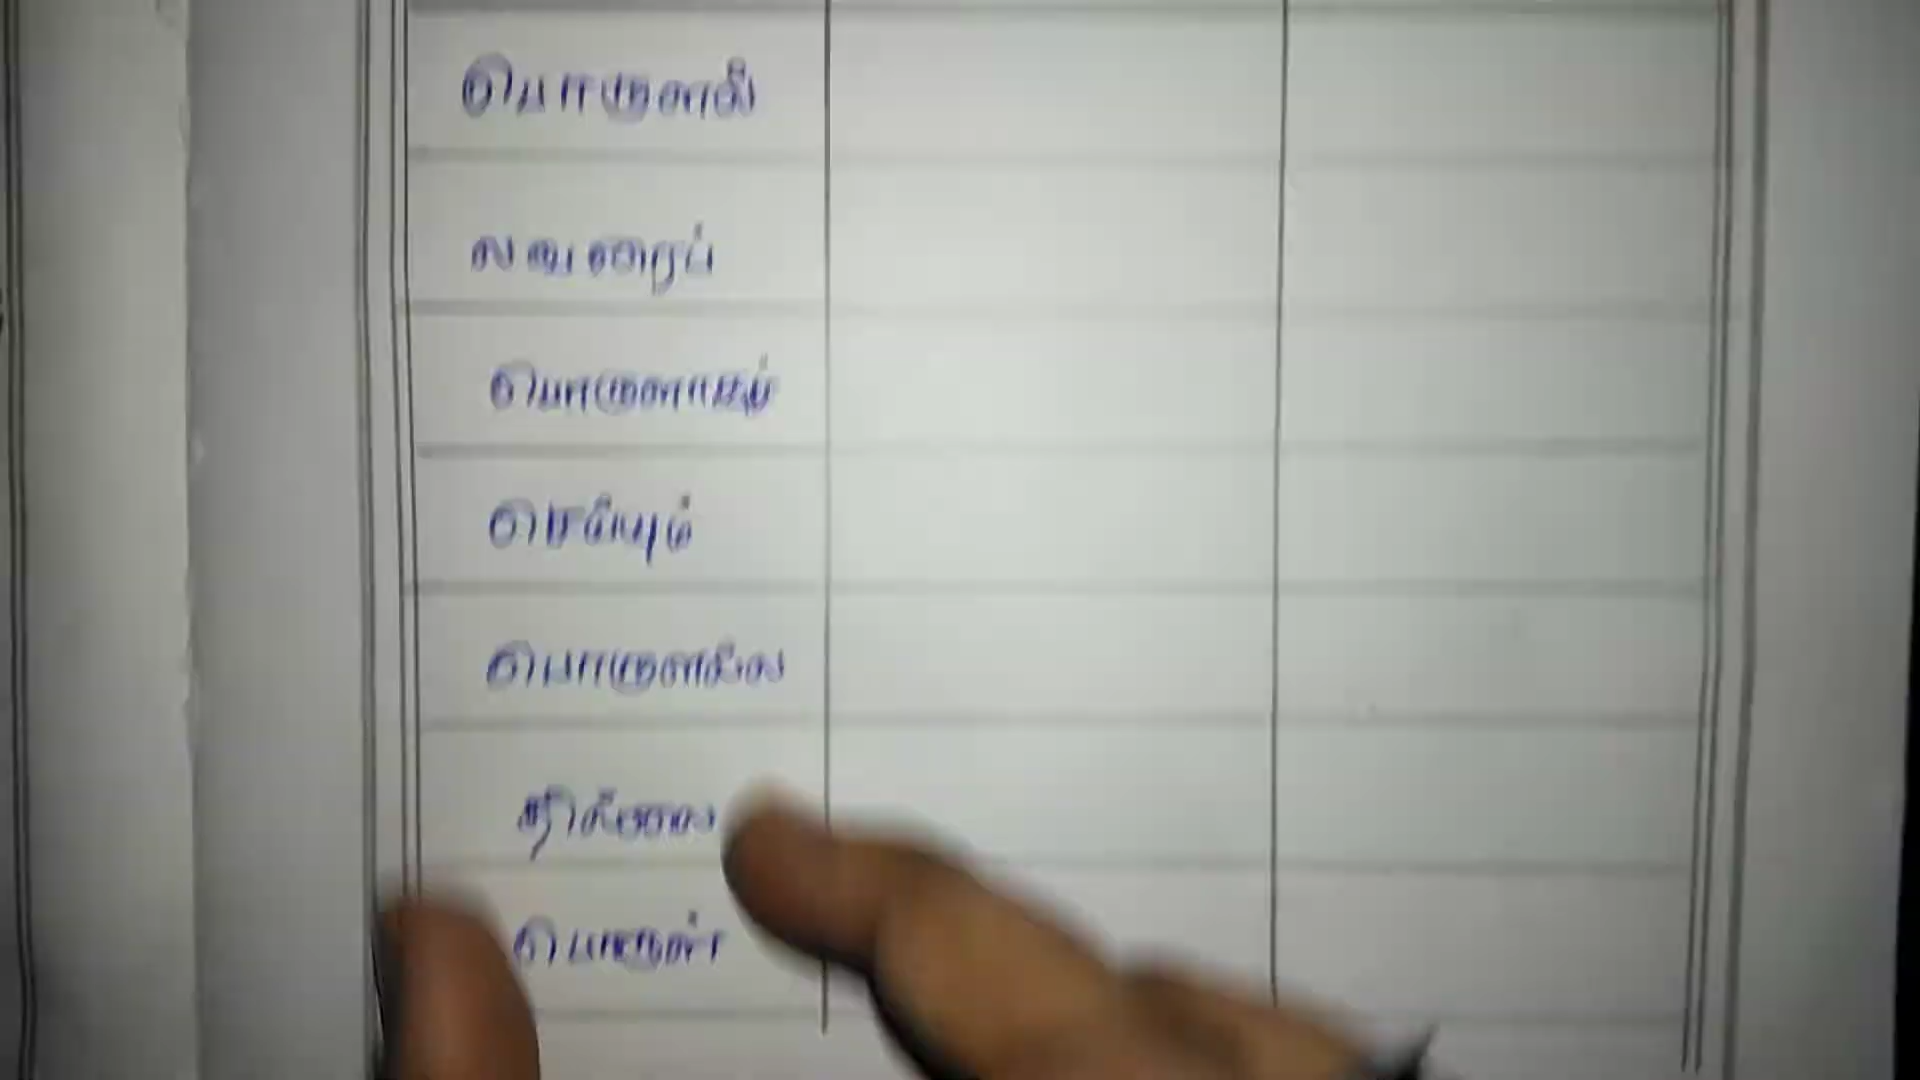 பொருளல்
லவரைப்
பொருளாகச்
செய்யும்
பொருளல்ல
தில்லை
பொருள்